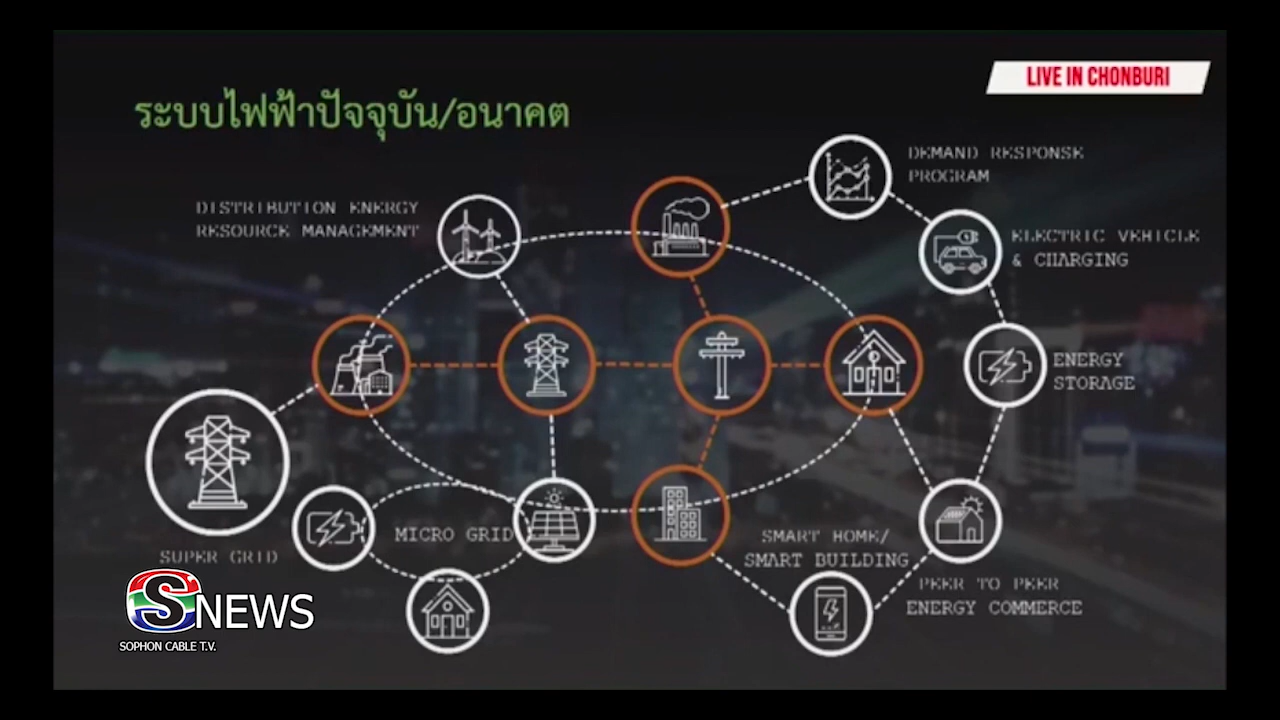 LIVE IN CHONBURI
ระบบไฟฟ้าปัจจุบัน/อนาคต
DEMAND RESPONSE
PROGRAM
DISTRIBUTION ENERGY
RESOURCE MANAGEMENT
ELECTRIC VEHICLE
& CHARGING
ENERGY
STORAGE
MICRO GRID
SMART HOME/
SMART BUILDING
SUPER GRID
PEER TO PEER
ENERGY COMMERCE
S NEWS
SOPHON CABLE T.V.